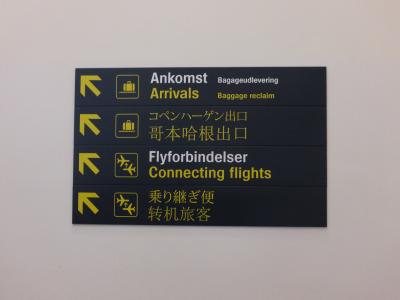 Ankomst Bagageudlevering
Arrivals Baggage reclaim
コペンハーゲン出口
哥本哈根出口
Flyforbindelser
Connecting flights
乗り継ぎ便
转机旅客